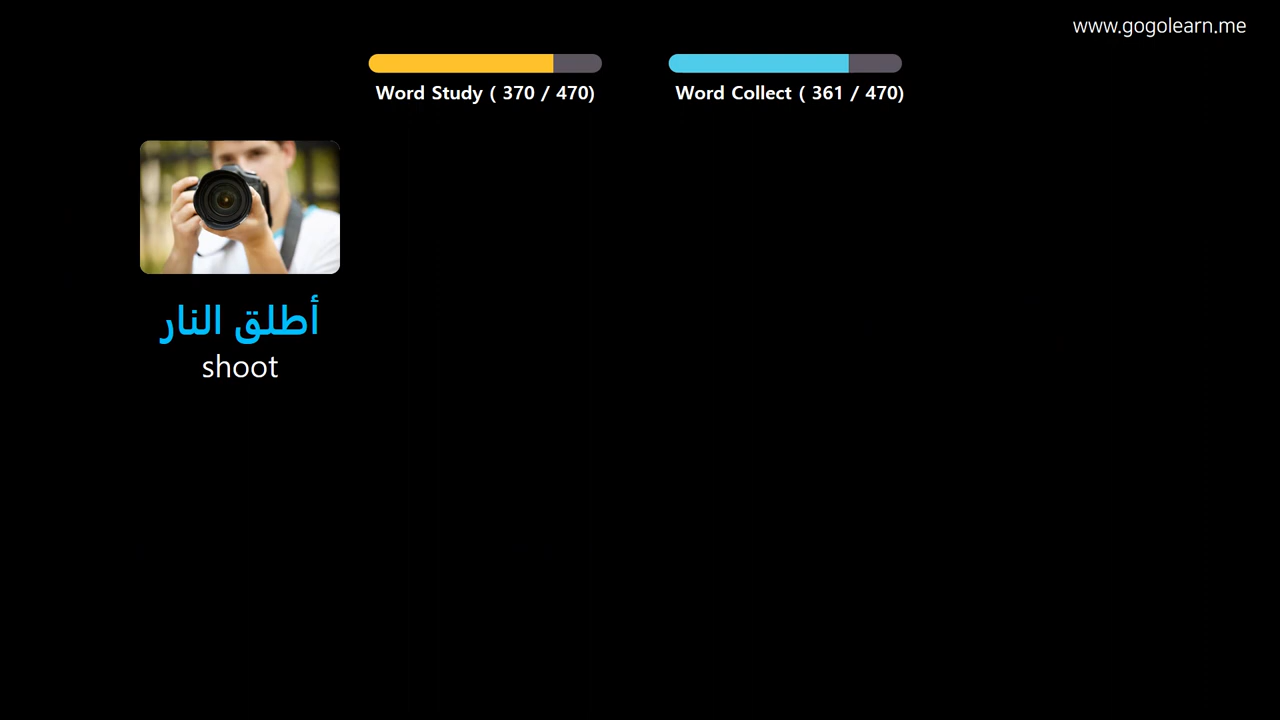 www.gogolearn.me
Word Study ( 370 / 470)
Word Collect ( 361 / 470)
أطلق النار
shoot